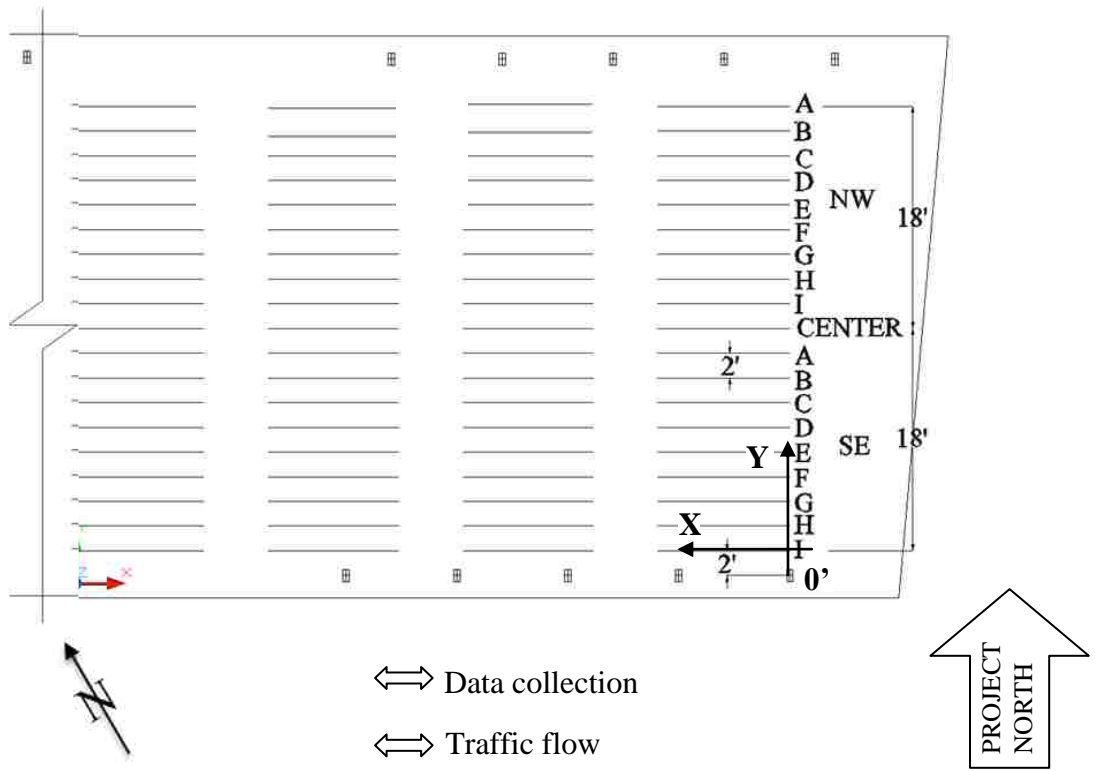 A
B
C
D
NW
E
18'
F
G
H
I
CENTER
A
2'
B
C
D
SE
18'
Y
E
F
G
X
H
I
2'
0’
X
N
Data collection
Traffic flow
PROJECT
NORTH